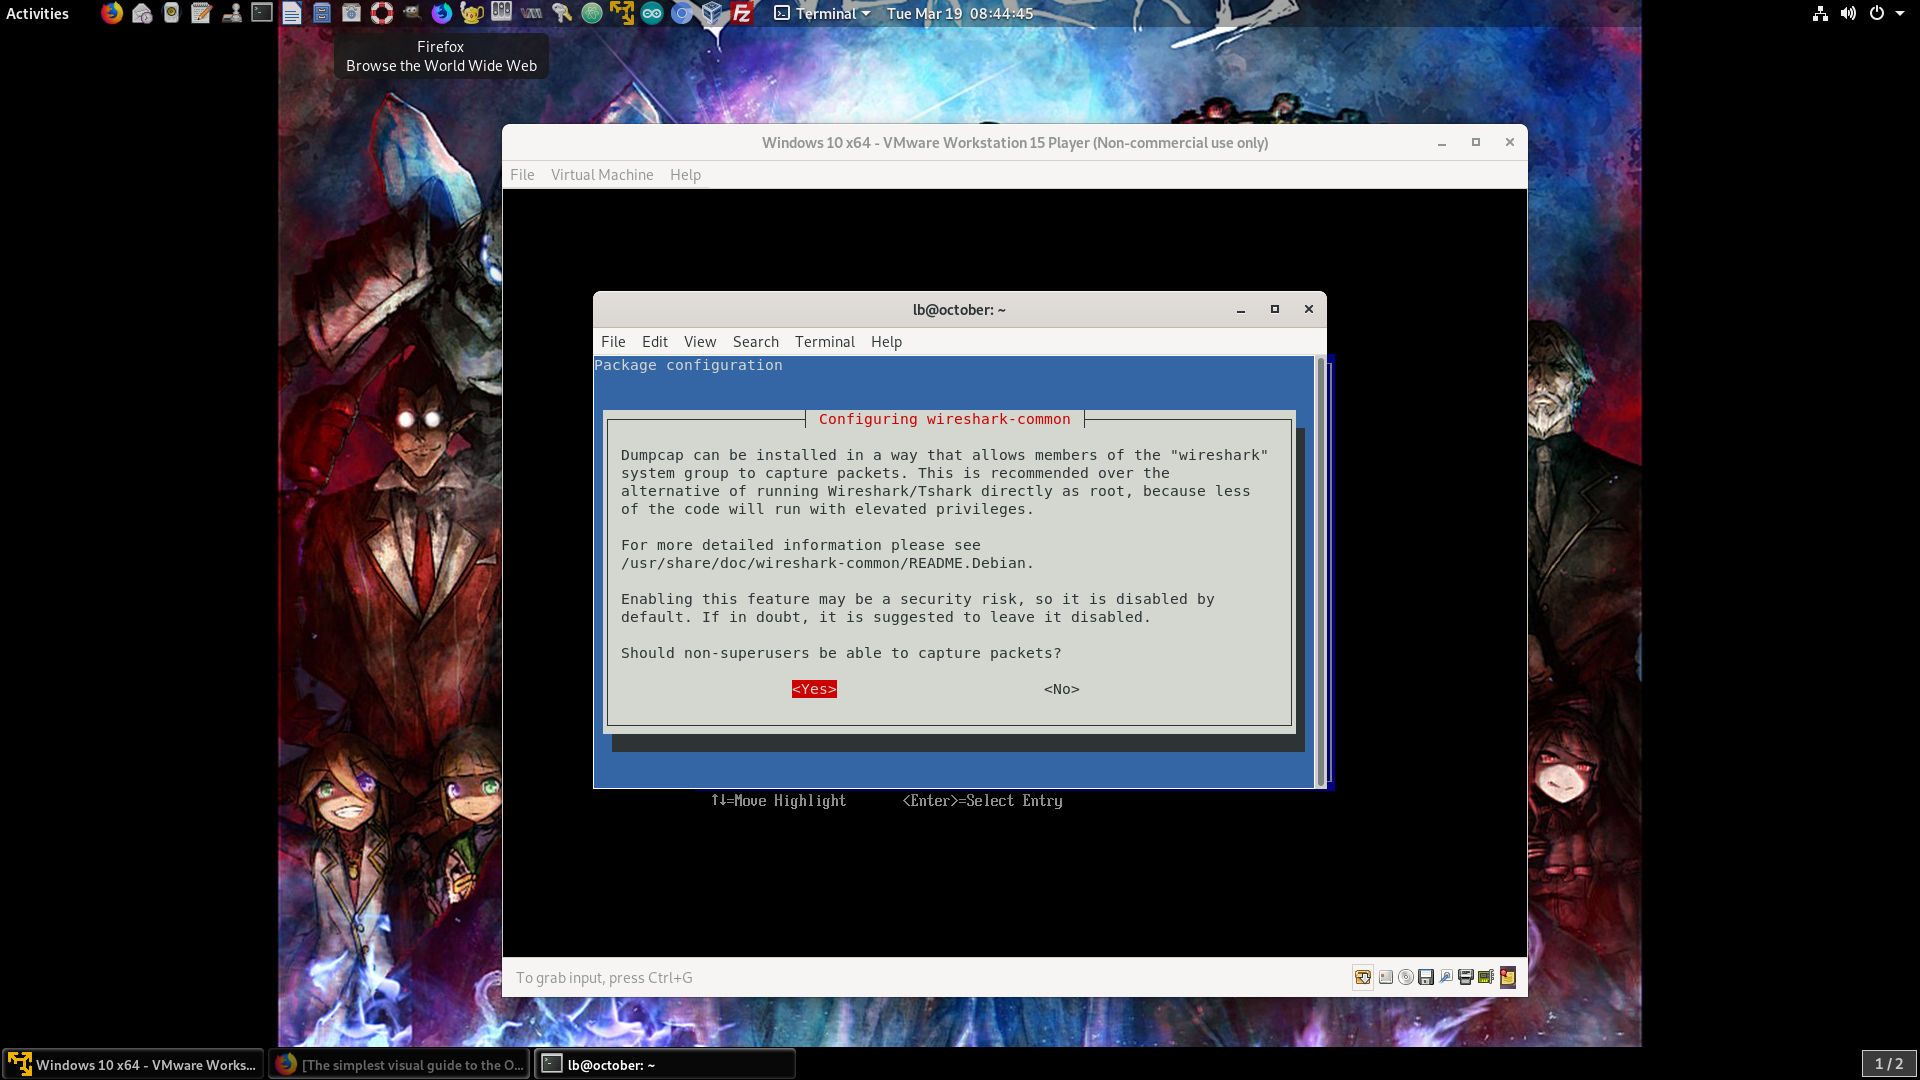 Activities
Terminal
Tue Mar 19 08:44:45
Firefox
Browse the World Wide Web
Windows 10 x64 - VMware Workstation 15 Player (Non-commercial use only)
File Virtual Machine Help
lb@october: ~
File Edit View Search Terminal Help
Package configuration
Configuring wireshark-common
Dumpcap can be installed in a way that allows members of the "wireshark"
system group to capture packets. This is recommended over the
alternative of running Wireshark/Tshark directly as root, because less
of the code will run with elevated privileges.
For more detailed information please see
/usr/share/doc/wireshark-common/README.Debian.
Enabling this feature may be a security risk, so it is disabled by
default. If in doubt, it is suggested to leave it disabled.
Should non-superusers be able to capture packets?
<Yes> <No>
↑↓=Move Highlight <Enter>=Select Entry
To grab input, press Ctrl+G
Windows 10 x64 - VMware Works...
[The simplest visual guide to the O...
lb@october: ~
1 / 2